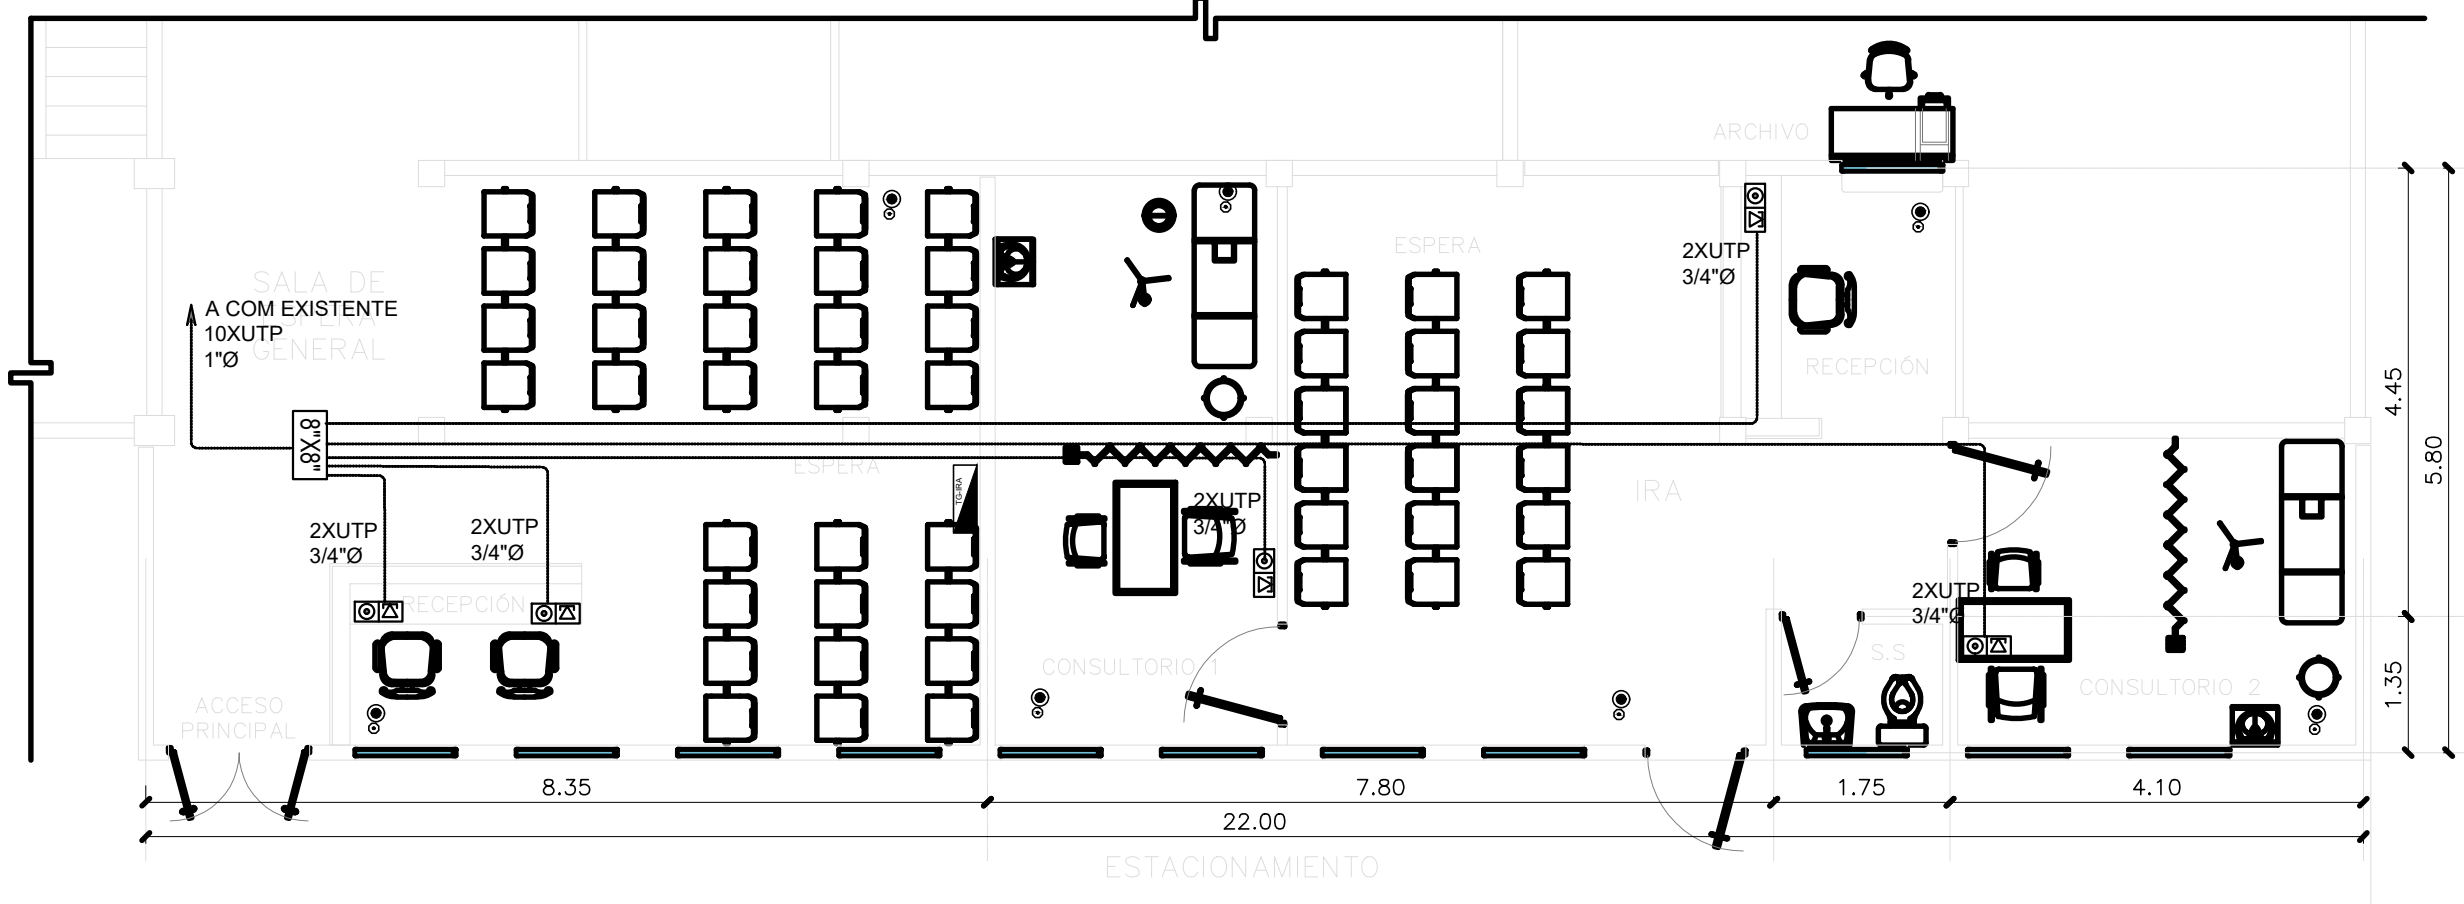 ARCHIVO
ESPERA
2XUTP
3/4"Ø
SALA DE
ESPERA
GENERAL
A COM EXISTENTE
10XUTP
1"Ø
RECEPCIÓN
4.45
5.80
8"X8"
ESPERA
TG-IRA
2XUTP
3/4"Ø
IRA
2XUTP
3/4"Ø
2XUTP
3/4"Ø
2XUTP
3/4"Ø
RECEPCIÓN
S.S
CONSULTORIO 1
CONSULTORIO 2
1.35
ACCESO
PRINCIPAL
8.35
7.80
1.75
4.10
22.00
ESTACIONAMIENTO